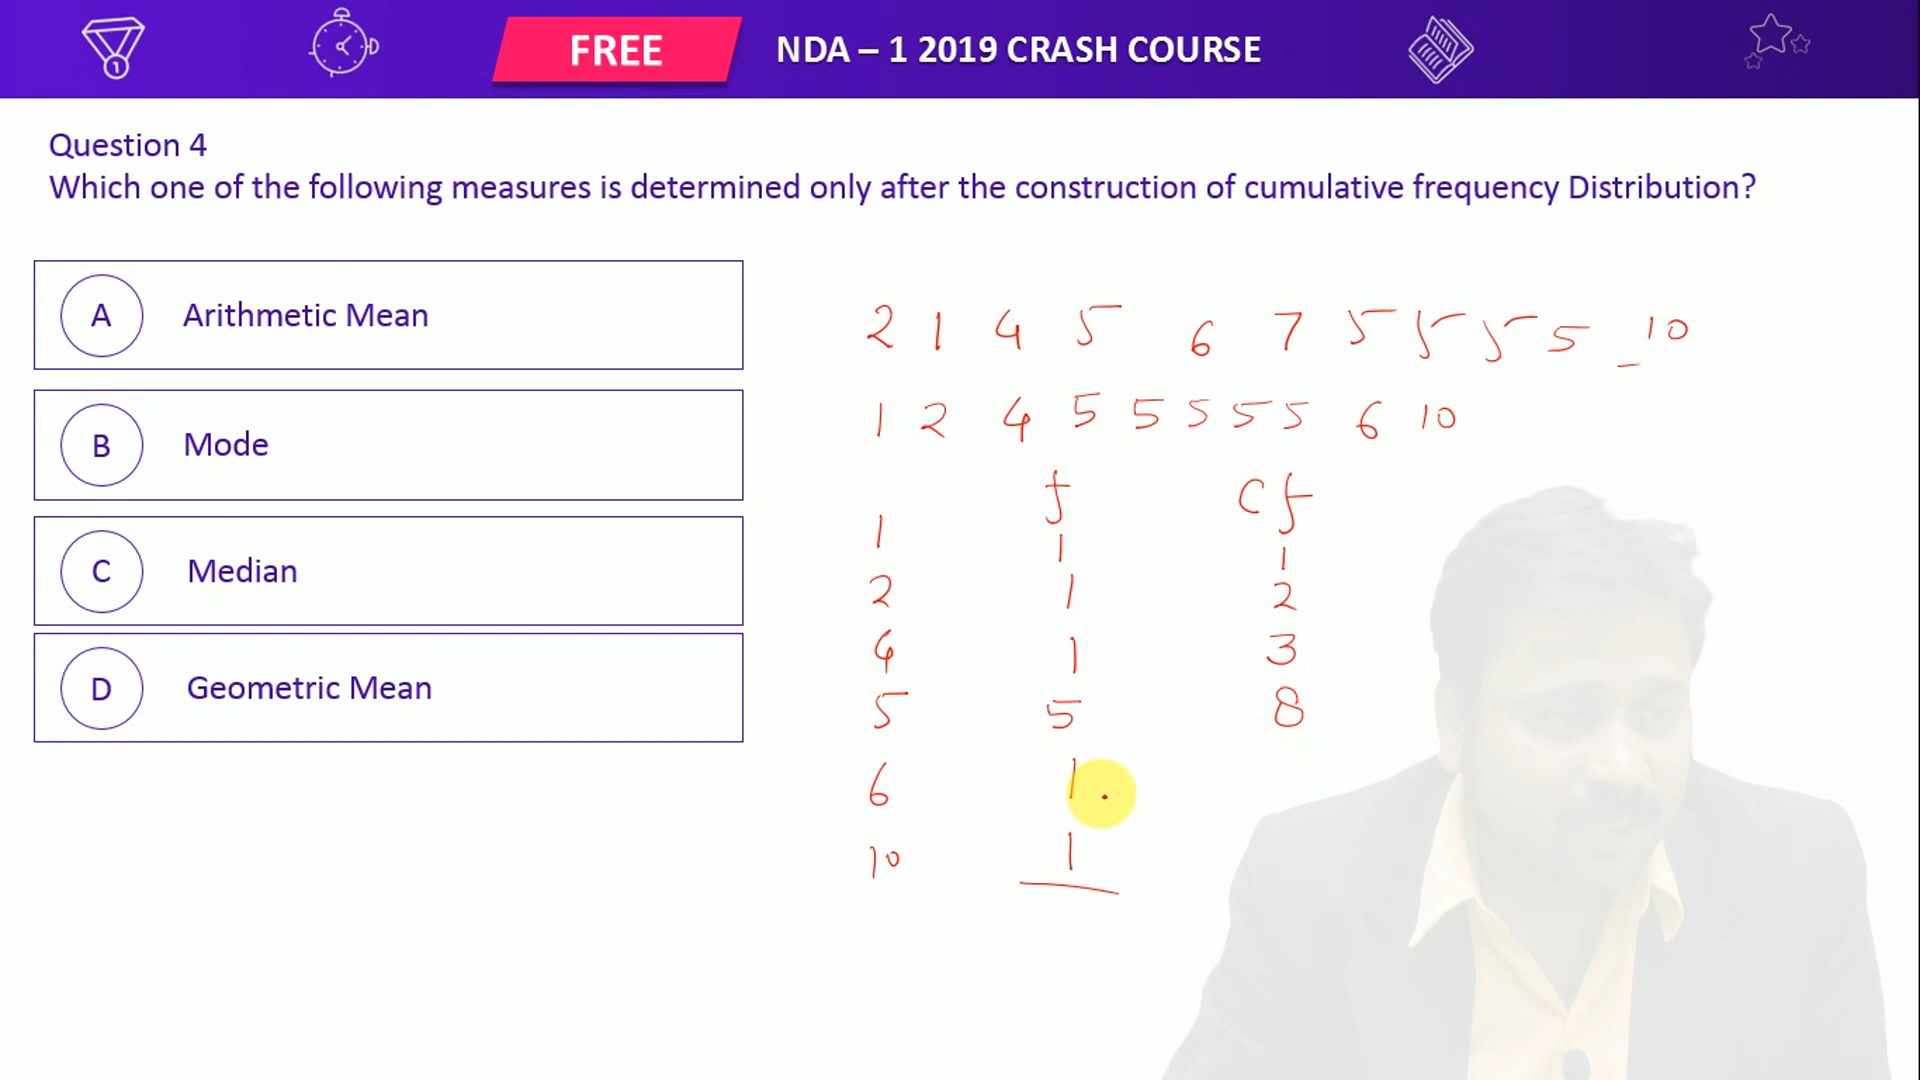 FREE NDA – 1 2019 CRASH COURSE
1
Question 4
Which one of the following measures is determined only after the construction of cumulative frequency Distribution?
A Arithmetic Mean
B Mode
C Median
D Geometric Mean
2 1 4 5 6 7 5 5 5 5 _ 10
1 2 4 5 5 5 5 5 6 10
f cf
1 1 1
2 1 2
4 1 3
5 5 8
6 1 .
10 1